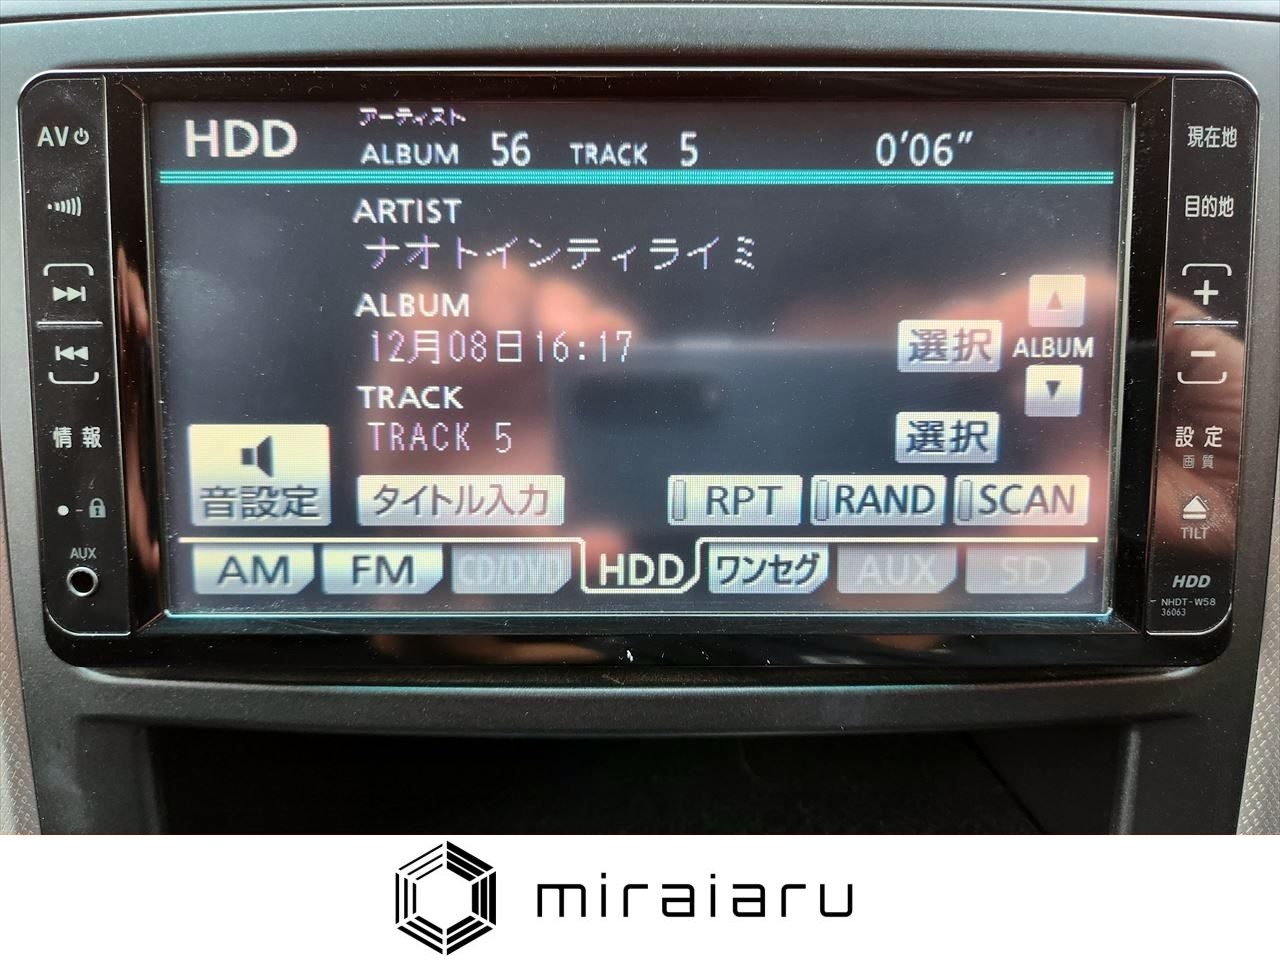 AV
HDD
アーティスト
ALBUM 56 TRACK 5 0'06"
現在地
目的地
ARTIST
ナオトインティライミ
ALBUM
12月08日16:17
選択
ALBUM
TRACK
TRACK 5
選択
+
-
情報
設定
画質
音設定
タイトル入力
RPT
RAND
SCAN
TILT
AUX
AM
FM
CD/DVD
HDD
ワンセグ
AUX
SD
HDD
NHDT-W58
36063
miraiaru